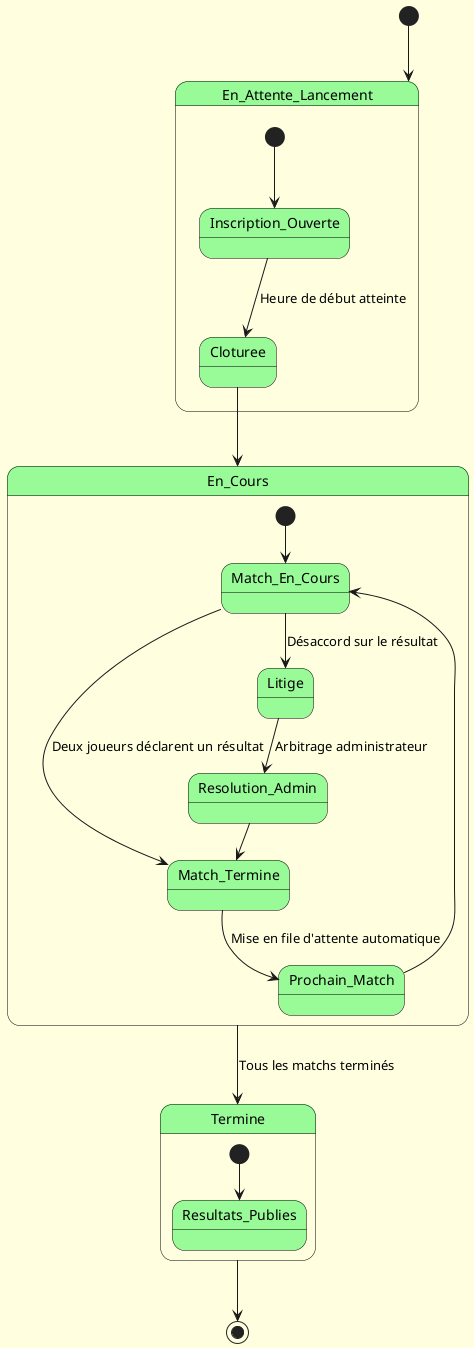 En_Attente_Lancement
Inscription_Ouverte
Heure de début atteinte
Cloturee
En_Cours
Match_En_Cours
Désaccord sur le résultat
Litige
Deux joueurs déclarent un résultat
Arbitrage administrateur
Resolution_Admin
Match_Termine
Mise en file d'attente automatique
Prochain_Match
Tous les matchs terminés
Termine
Resultats_Publies